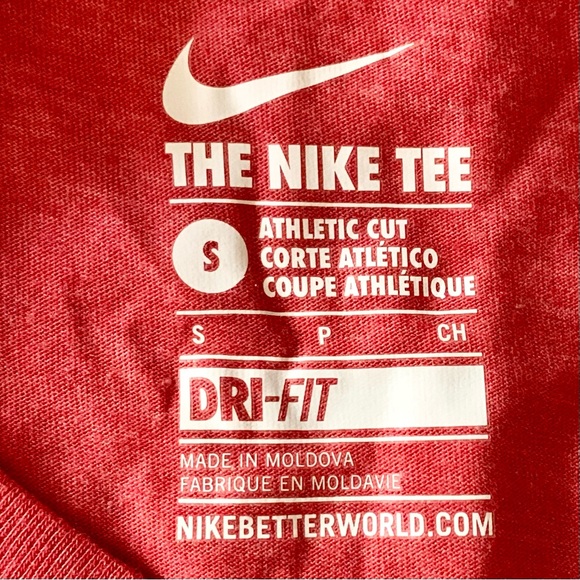 THE NIKE TEE
S
ATHLETIC CUT
CORTE ATLÉTICO
COUPE ATHLÉTIQUE
S P CH
DRI-FIT
MADE IN MOLDOVA
FABRIQUE EN MOLDAVIE
NIKEBETTERWORLD.COM